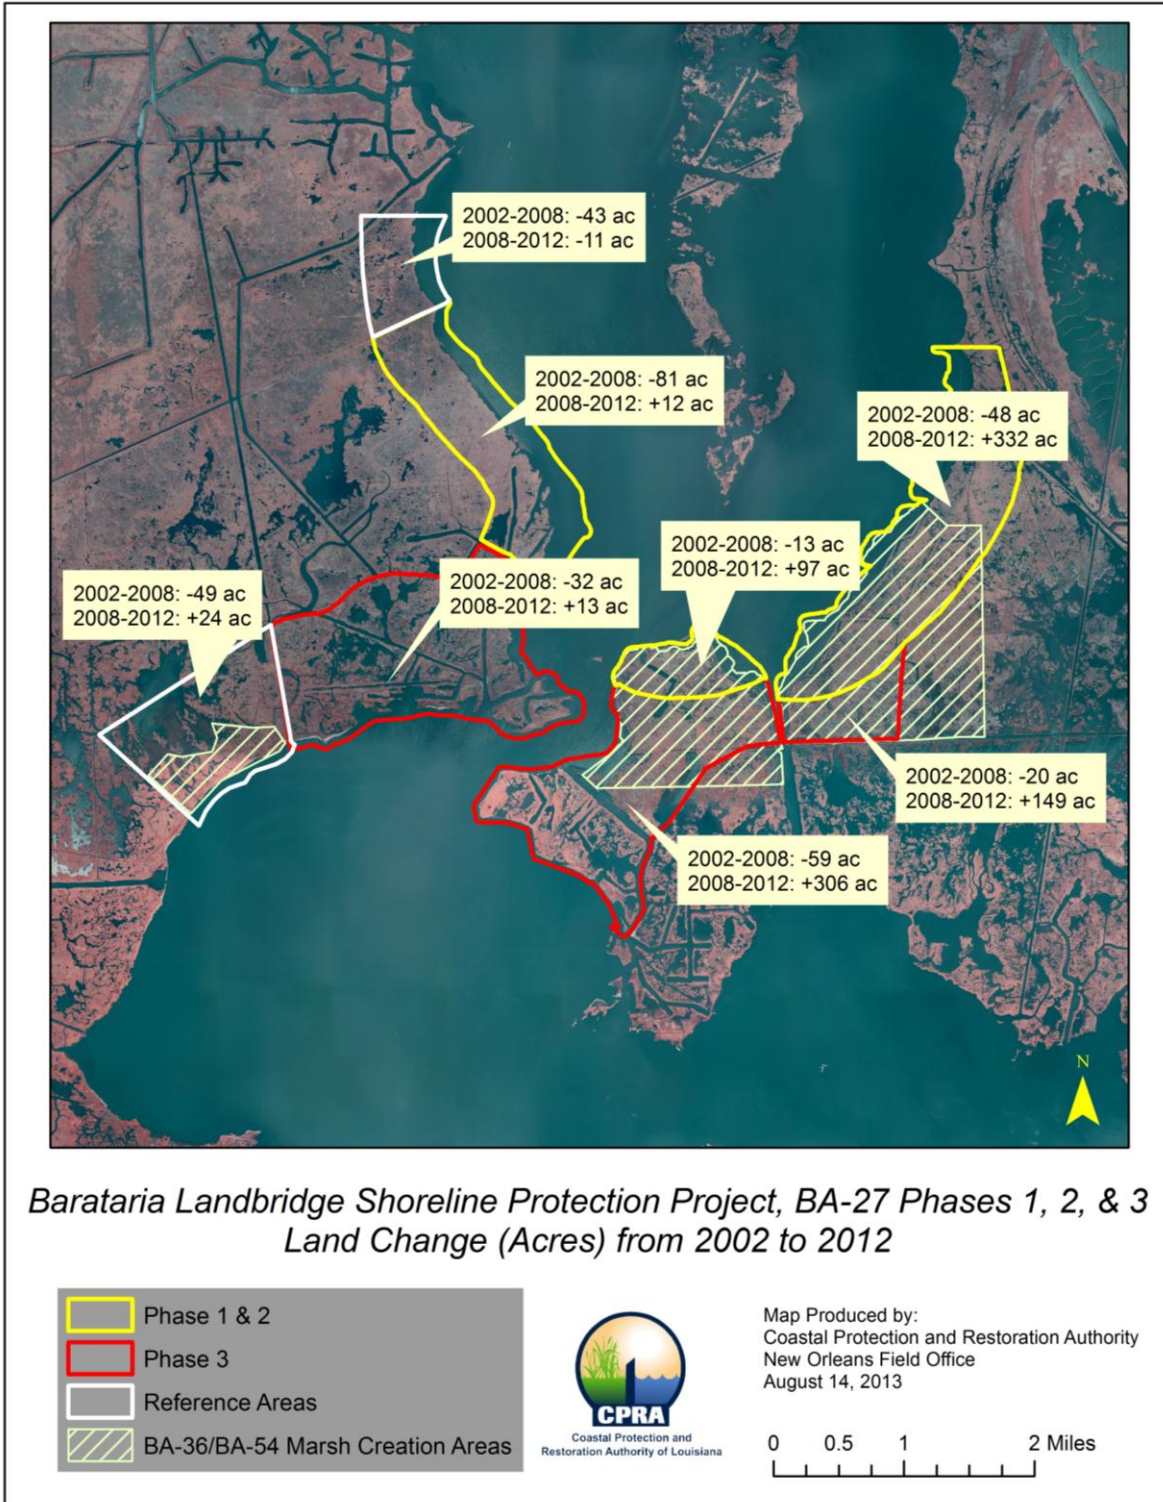 2002-2008: -43 ac
2008-2012: -11 ac
2002-2008: -81 ac
2008-2012: +12 ac
2002-2008: -48 ac
2008-2012: +332 ac
2002-2008: -13 ac
2008-2012: +97 ac
2002-2008: -32 ac
2008-2012: +13 ac
2002-2008: -49 ac
2008-2012: +24 ac
2002-2008: -20 ac
2008-2012: +149 ac
2002-2008: -59 ac
2008-2012: +306 ac
N
Barataria Landbridge Shoreline Protection Project, BA-27 Phases 1, 2, & 3
Land Change (Acres) from 2002 to 2012
Phase 1 & 2
Phase 3
Reference Areas
BA-36/BA-54 Marsh Creation Areas
CPRA
Coastal Protection and
Restoration Authority of Louisiana
Map Produced by:
Coastal Protection and Restoration Authority
New Orleans Field Office
August 14, 2013
0 0.5 1 2 Miles